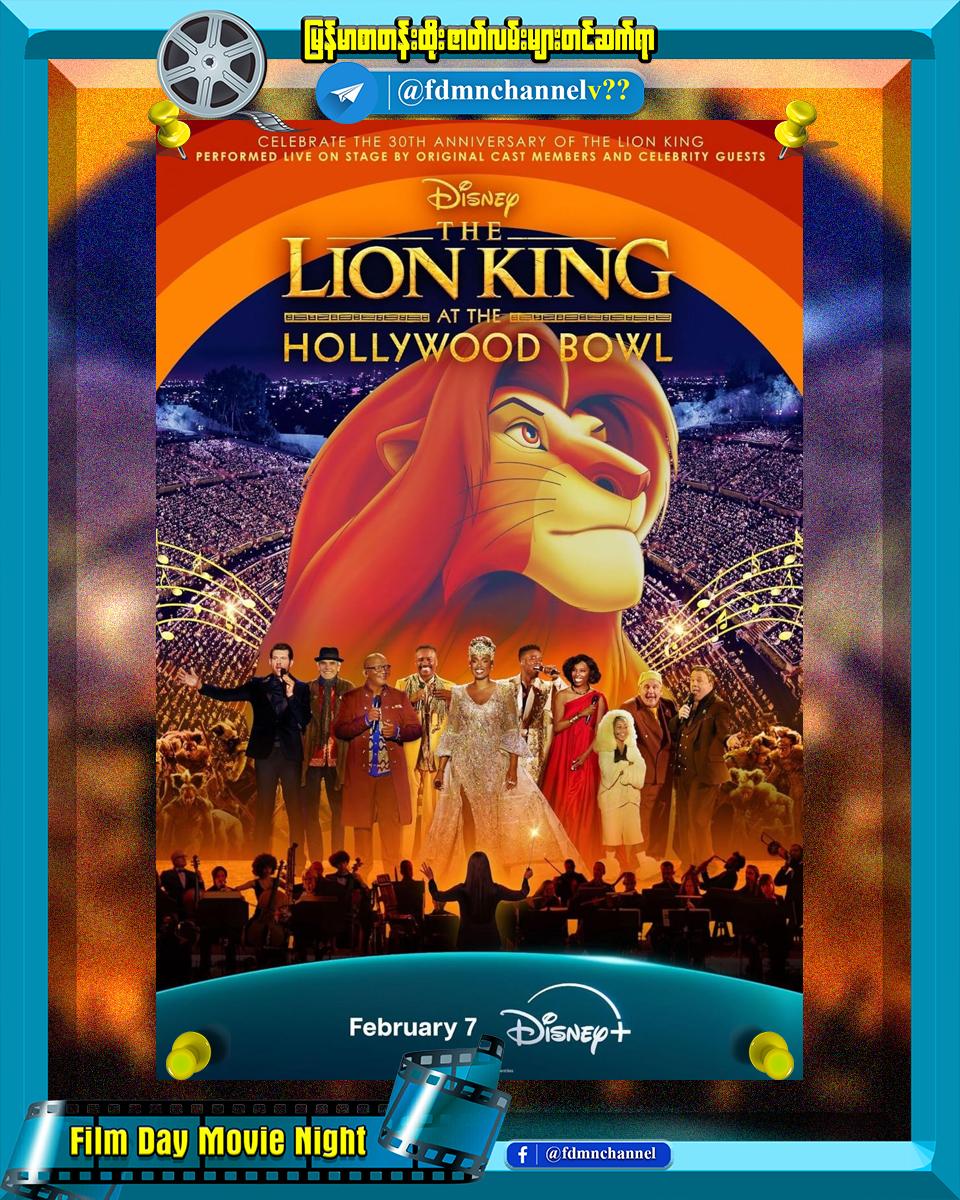 မြန်မာစာတန်းထိုးဇာတ်လမ်းများတင်ဆက်ရာ
@fdmnchannelv??
CELEBRATE THE 30TH ANNIVERSARY OF THE LION KING
PERFORMED LIVE ON STAGE BY ORIGINAL CAST MEMBERS AND CELEBRITY GUESTS
Disney
THE
LION KING
AT THE
HOLLYWOOD BOWL
February 7 Disney+
Film Day Movie Night
f @fdmnchannel